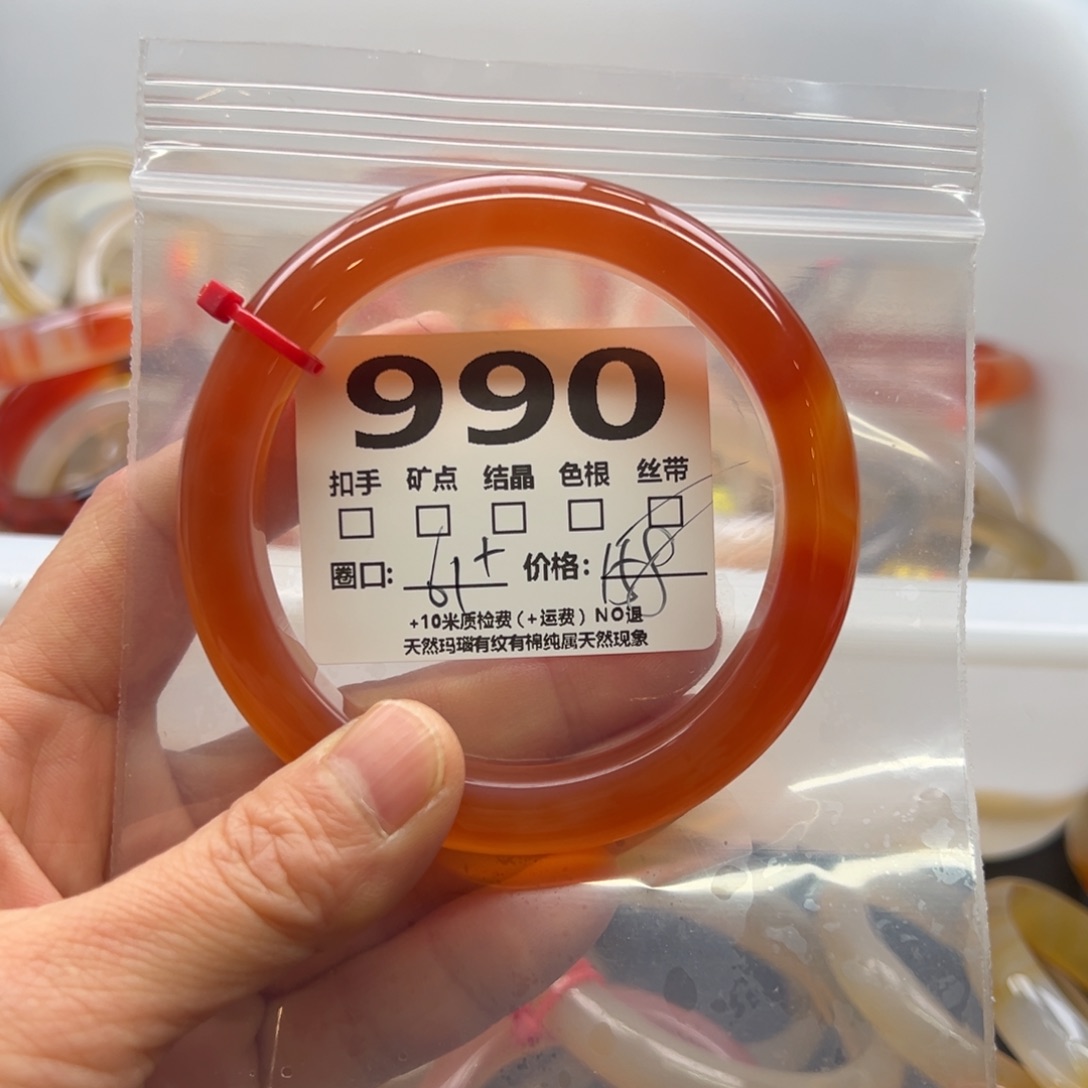 990
扣手 矿点 结晶 色根 丝带
圈口: 61+ 价格: 168
+10米质检费(+运费)NO退
天然玛瑙有纹有棉纯属天然现象